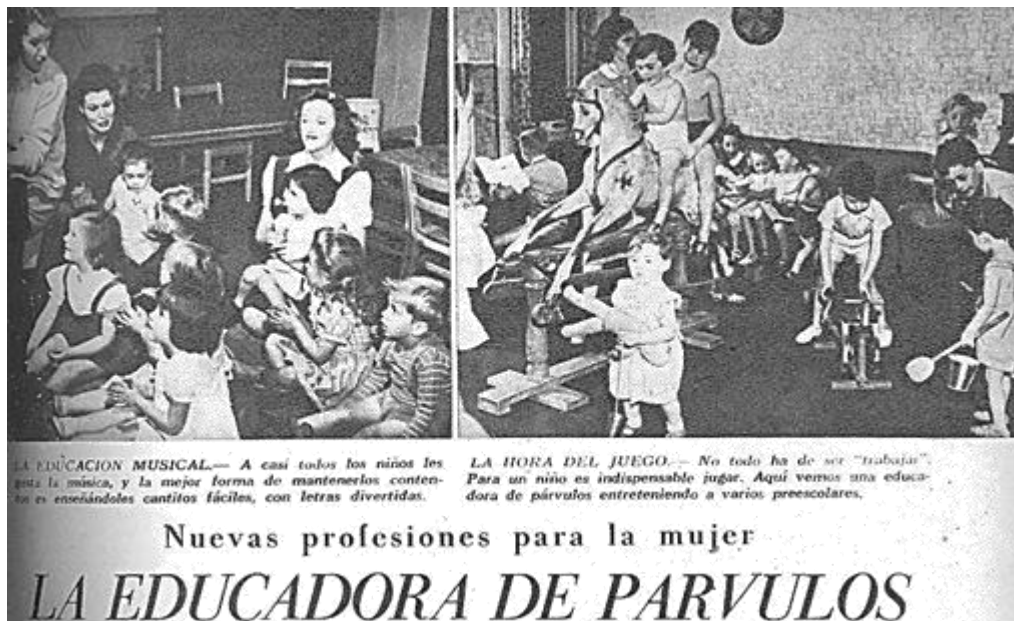 LA EDUCACION MUSICAL.— A casi todos los niños les
gusta la música, y la mejor forma de mantenerlos conten-
tos es enseñándoles cantitos fáciles, con letras divertidas.
LA HORA DEL JUEGO.— No todo ha de ser "trabajar".
Para un niño es indispensable jugar. Aquí vemos una educa-
dora de párvulos entreteniendo a varios preescolares.
Nuevas profesiones para la mujer
LA EDUCADORA DE PARVULOS